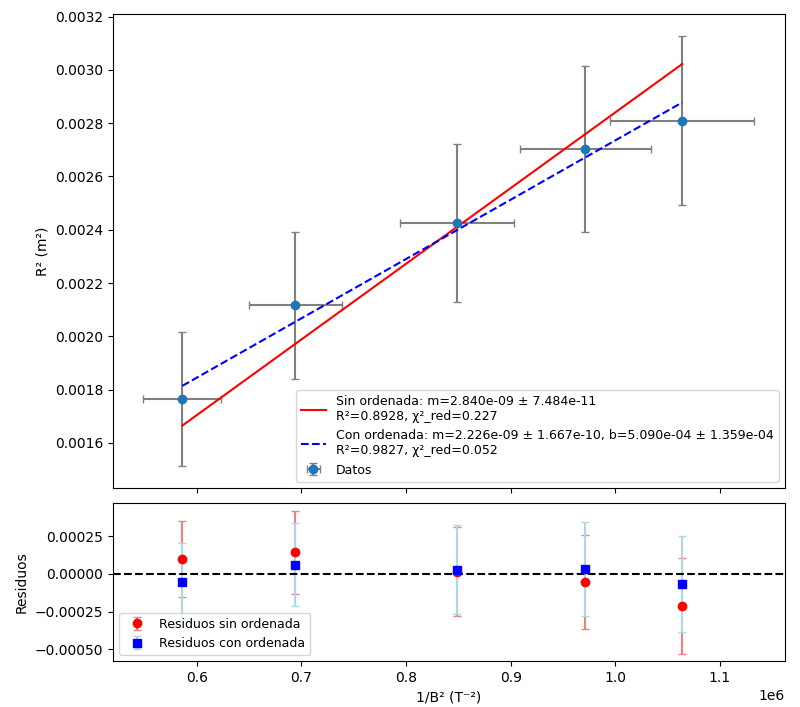 0.0032
0.0030
0.0028
0.0026
0.0024
0.0022
0.0020
0.0018
0.0016
R² (m²)
Sin ordenada: m=2.840e-09 ± 7.484e-11
R²=0.8928, χ²_red=0.227
Con ordenada: m=2.226e-09 ± 1.667e-10, b=5.090e-04 ± 1.359e-04
R²=0.9827, χ²_red=0.052
Datos
0.00025
0.00000
−0.00025
−0.00050
Residuos
Residuos sin ordenada
Residuos con ordenada
0.6 0.7 0.8 0.9 1.0 1.1
1/B² (T⁻²)
1e6